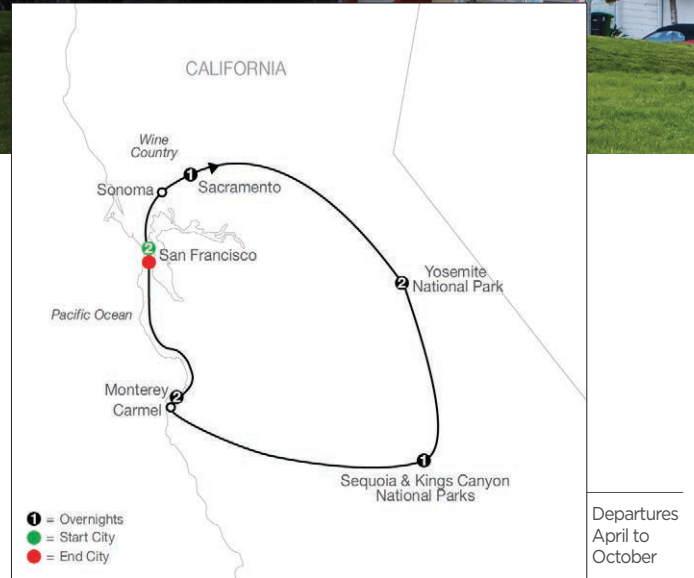 CALIFORNIA
Wine
Country
Sonoma
1
Sacramento
2
San Francisco
Yosemite
2
National Park
Pacific Ocean
Monterey
2
Carmel
1
Sequoia & Kings Canyon
National Parks
1 = Overnights
= Start City
= End City
Departures
April to
October